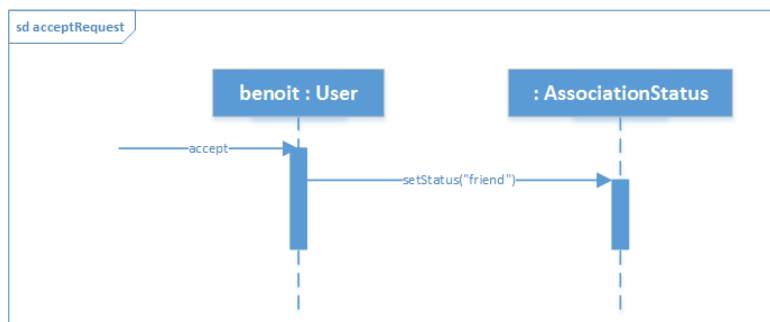 sd acceptRequest
benoit : User
: AssociationStatus
accept
setStatus("friend")